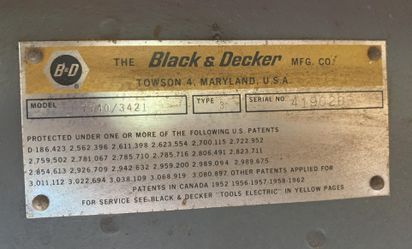 B&D
THE Black & Decker MFG. CO.
TOWSON 4, MARYLAND, U.S.A.
MODEL TYPE SERIAL NO
PROTECTED UNDER ONE OR MORE OF THE FOLLOWING U.S. PATENTS
D-186,423 2,562,396 2,611,398 2,623,554 2,700,115 2,722,952
2,759,502 2,781,067 2,785,710 2,785,716 2,806,491 2,823,711
2,854,613 2,926,709 2,942,632 2,959,200 2,989,094 2,989,675
3,011,112 3,022,694 3,038,109 3,068,919 3,080,897, OTHER PATENTS APPLIED FOR
PATENTS IN CANADA 1952·1956·1957·1958·1962
FOR SERVICE SEE BLACK & DECKER "TOOLS ELECTRIC" IN YELLOW PAGES